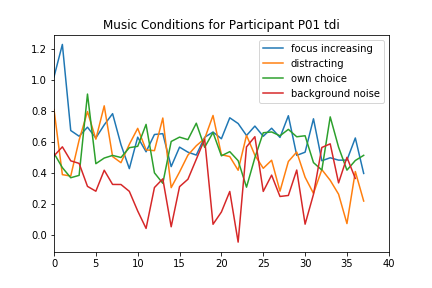 Music Conditions for Participant P01 tdi
focus increasing
distracting
own choice
background noise
1.2
1.0
0.8
0.6
0.4
0.2
0.0
0 5 10 15 20 25 30 35 40